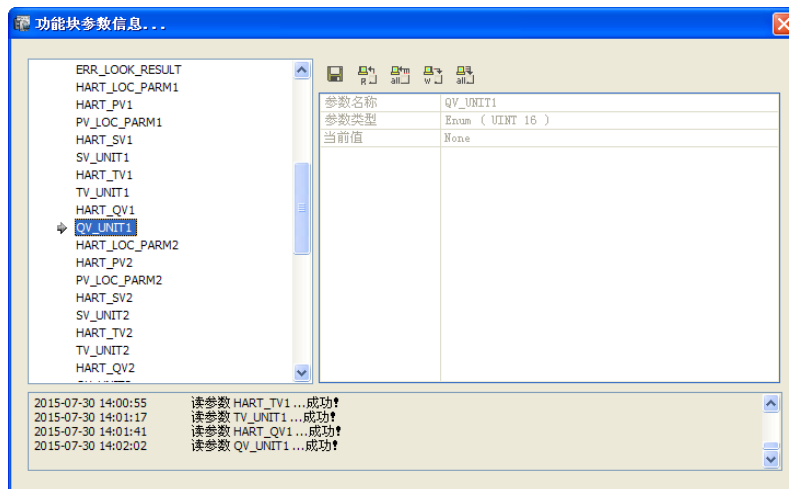 功能块参数信息...
ERR_LOOK_RESULT
HART_LOC_PARM1
HART_PV1
PV_LOC_PARM1
HART_SV1
SV_UNIT1
HART_TV1
TV_UNIT1
HART_QV1
QV_UNIT1
HART_LOC_PARM2
HART_PV2
PV_LOC_PARM2
HART_SV2
SV_UNIT2
HART_TV2
TV_UNIT2
HART_QV2
R
all
w
all
参数名称 QV_UNIT1
参数类型 Enum ( UINT 16 )
当前值 None
2015-07-30 14:00:55 读参数 HART_TV1 ...成功!
2015-07-30 14:01:17 读参数 TV_UNIT1 ...成功!
2015-07-30 14:01:41 读参数 HART_QV1 ...成功!
2015-07-30 14:02:02 读参数 QV_UNIT1 ...成功!